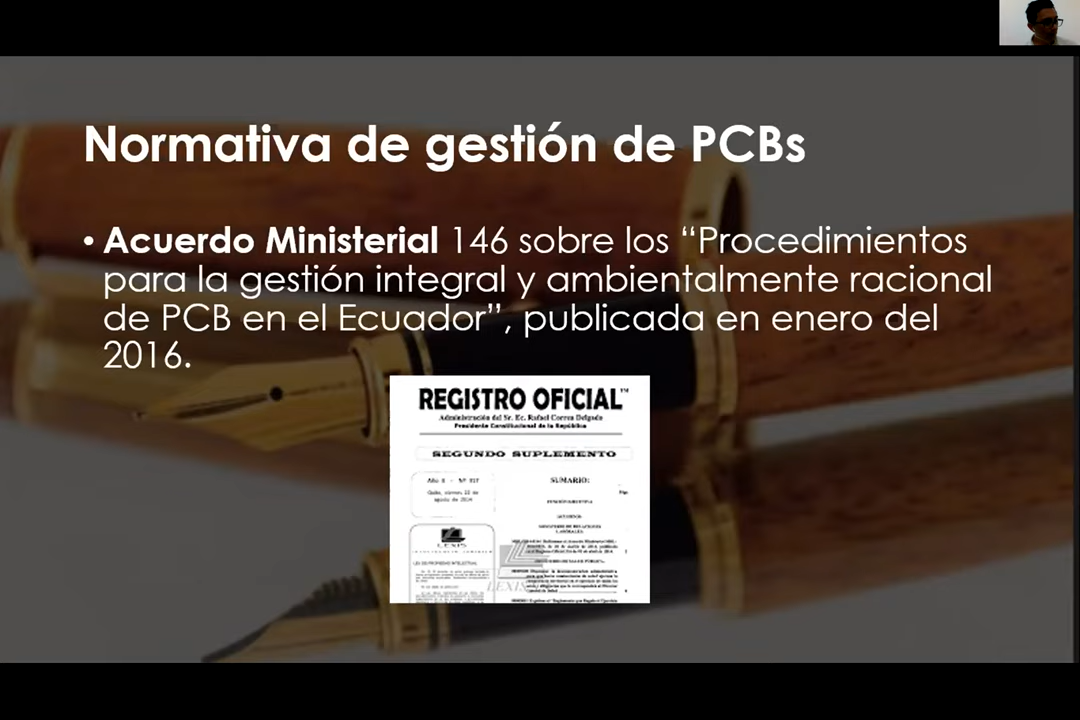 Normativa de gestión de PCBs
• Acuerdo Ministerial 146 sobre los “Procedimientos
para la gestión integral y ambientalmente racional
de PCB en el Ecuador”, publicada en enero del
2016.
REGISTRO OFICIAL™
Administración del Sr. Ec. Rafael Correa Delgado
Presidente Constitucional de la República
SEGUNDO SUPLEMENTO
SUMARIO:
LEXIS